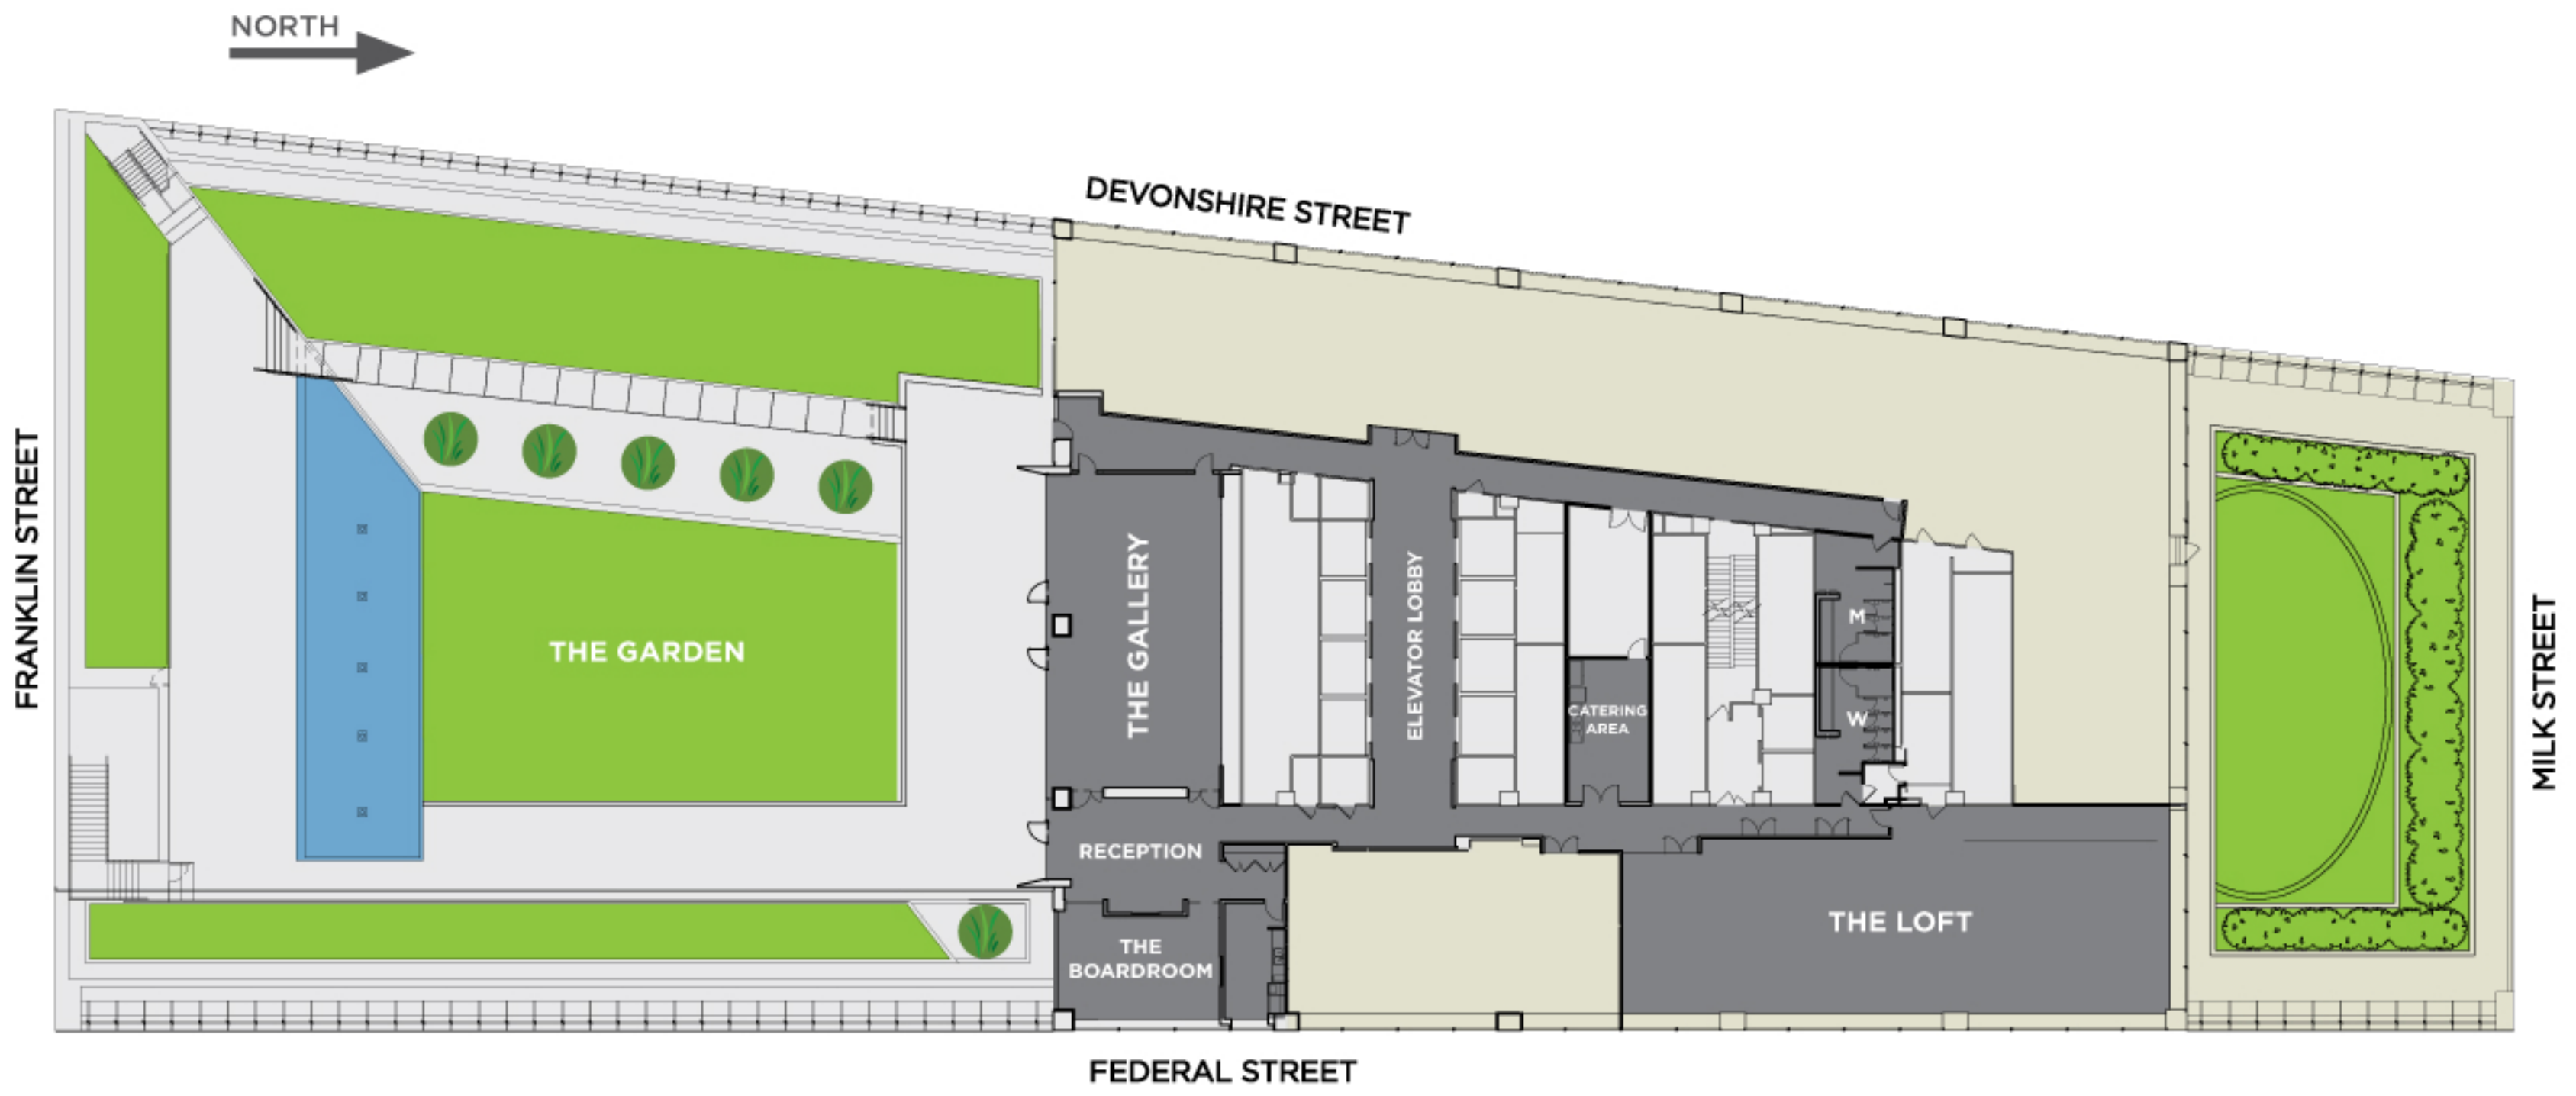 NORTH
DEVONSHIRE STREET
FRANKLIN STREET
THE GARDEN
THE GALLERY
ELEVATOR LOBBY
CATERING
AREA
M
W
MILK STREET
RECEPTION
THE
BOARDROOM
THE LOFT
FEDERAL STREET